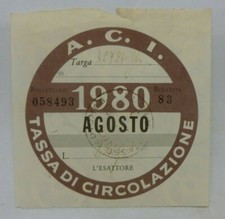 A. C. I.
Targa
058493
83
1980
AGOSTO
L.
L'ESATTORE
TASSA DI CIRCOLAZIONE